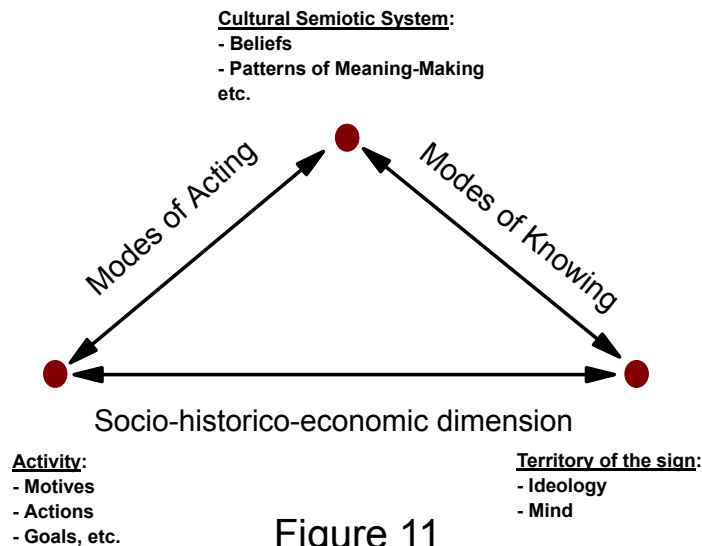 Cultural Semiotic System:
- Beliefs
- Patterns of Meaning-Making
etc.
Modes of Acting
Modes of Knowing
Socio-historico-economic dimension
Activity:
- Motives
- Actions
- Goals, etc.
Territory of the sign:
- Ideology
- Mind
Figure 11